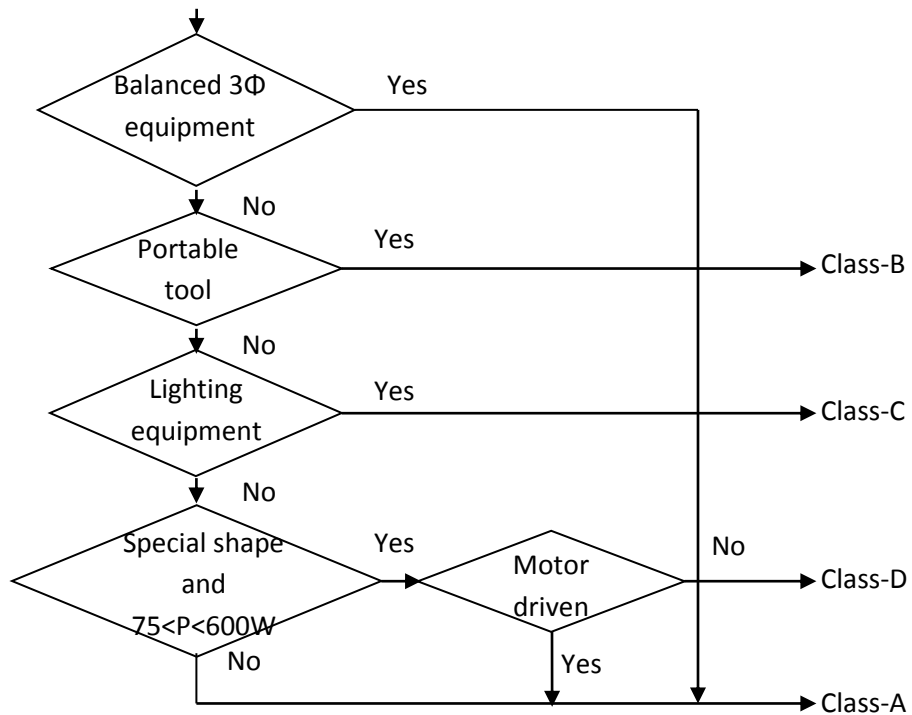 Balanced 3Φ
equipment
Yes
No
Portable
tool
Yes
Class-B
No
Lighting
equipment
Yes
Class-C
No
Special shape
and
75<P<600W
Yes
Motor
driven
No
Class-D
No
Yes
Class-A